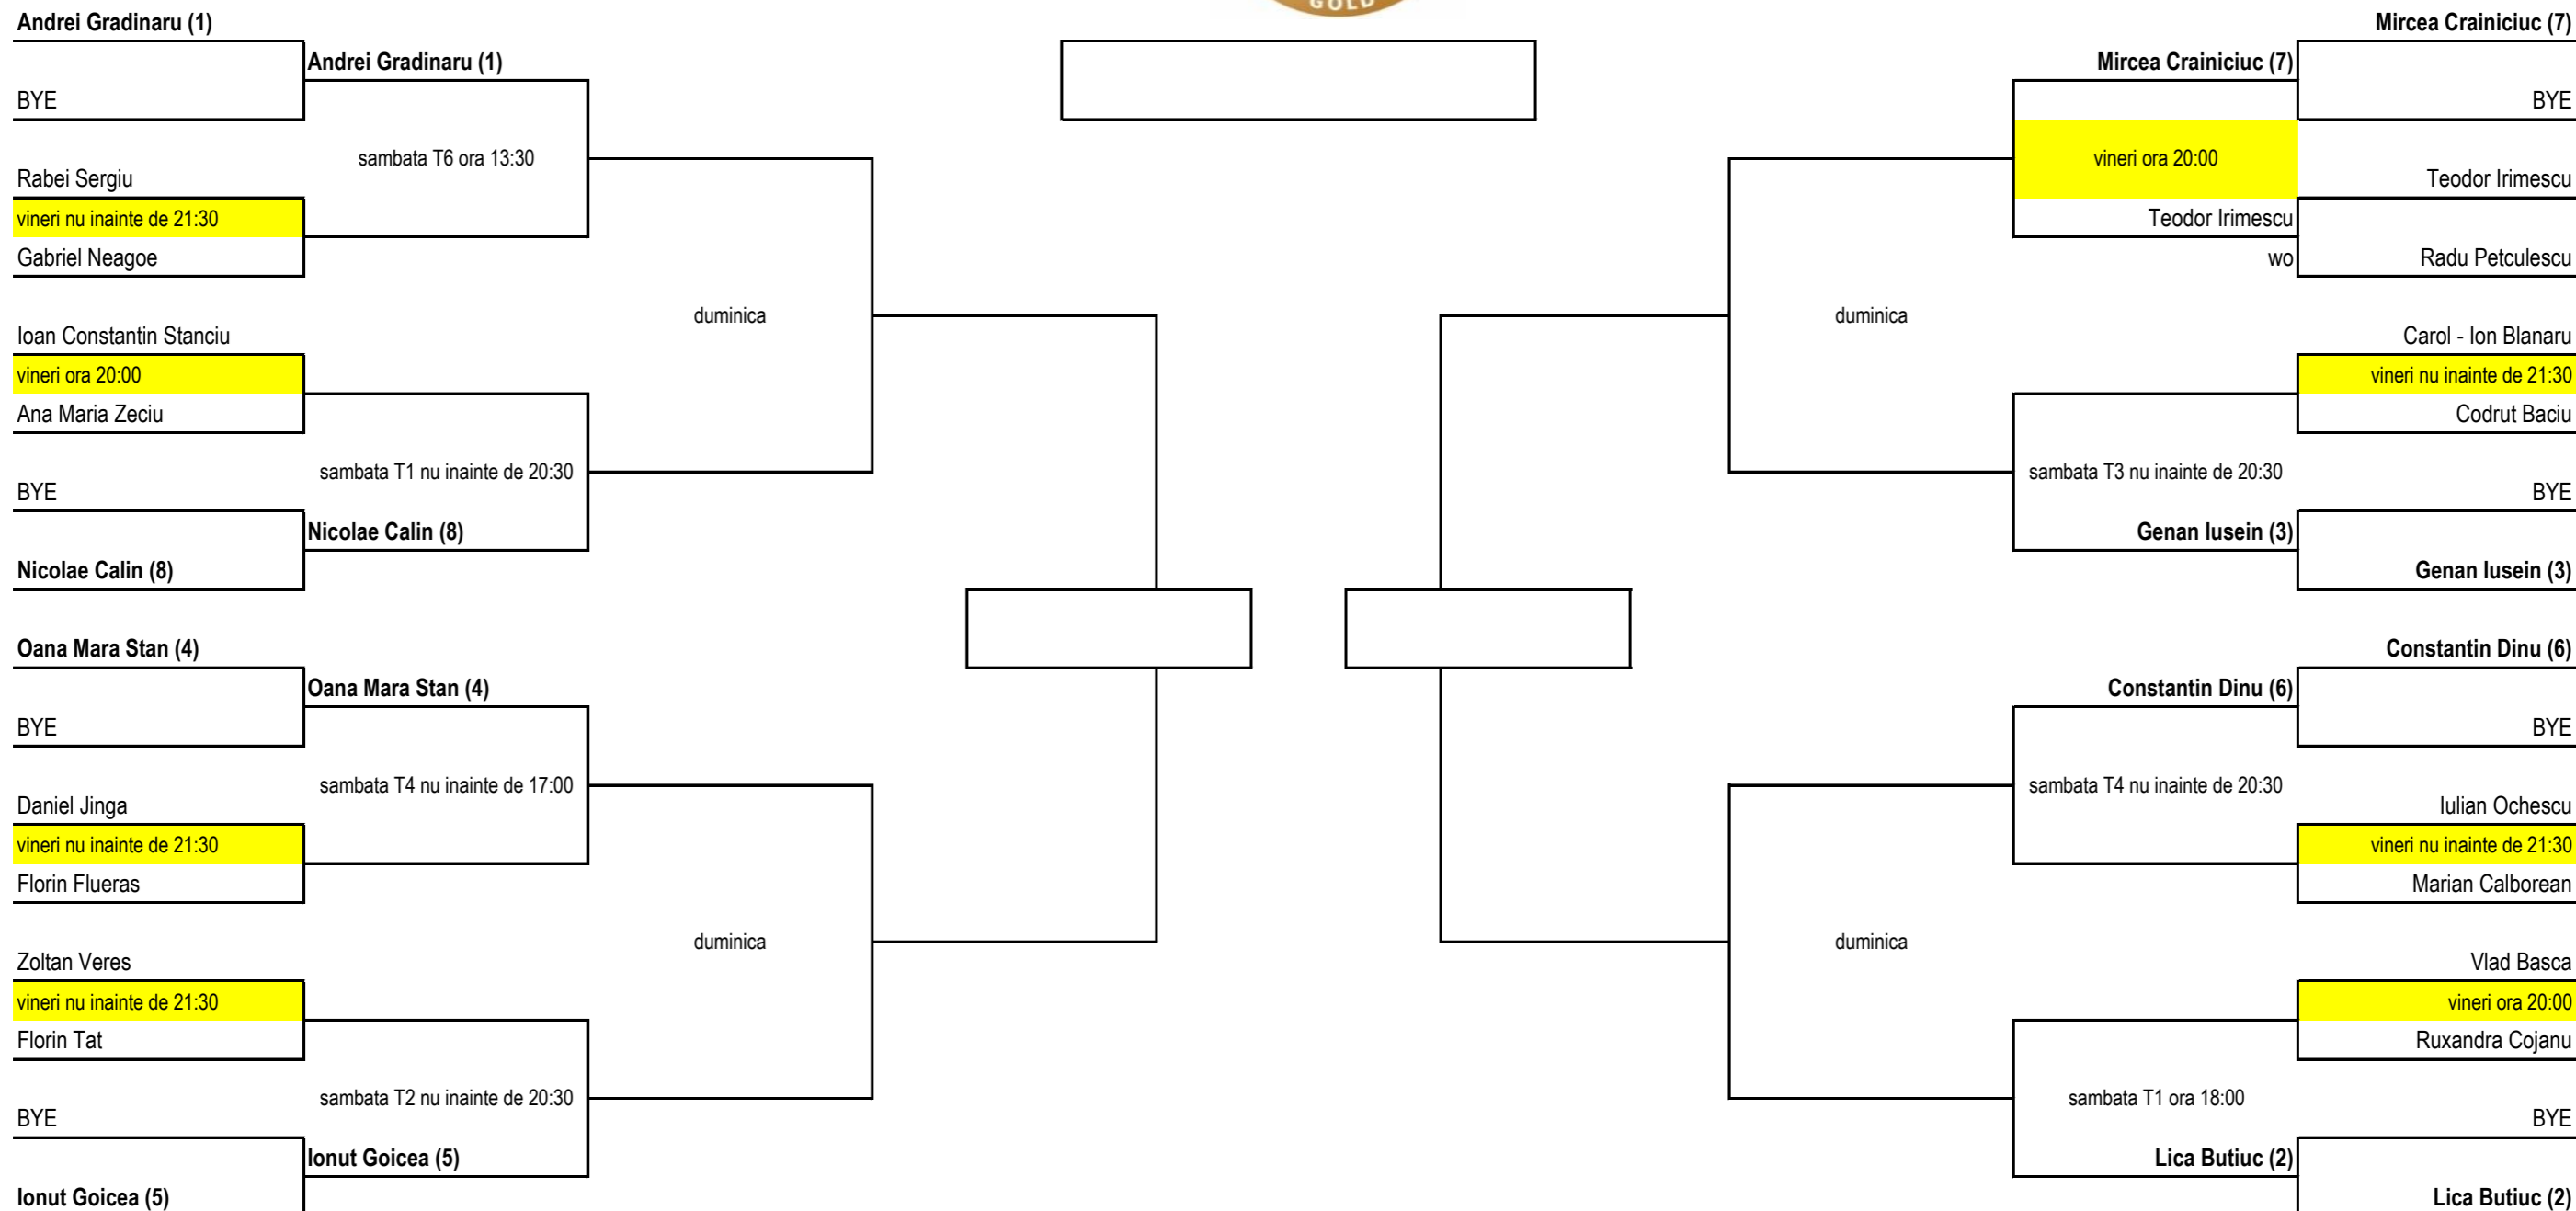 GOLD
Andrei Gradinaru (1)
BYE
Rabei Sergiu
vineri nu inainte de 21:30
Gabriel Neagoe
Ioan Constantin Stanciu
vineri ora 20:00
Ana Maria Zeciu
BYE
Nicolae Calin (8)
Oana Mara Stan (4)
BYE
Daniel Jinga
vineri nu inainte de 21:30
Florin Flueras
Zoltan Veres
vineri nu inainte de 21:30
Florin Tat
BYE
Ionut Goicea (5)
Andrei Gradinaru (1)
sambata T6 ora 13:30
sambata T1 nu inainte de 20:30
Nicolae Calin (8)
Oana Mara Stan (4)
sambata T4 nu inainte de 17:00
sambata T2 nu inainte de 20:30
Ionut Goicea (5)
duminica
duminica
duminica
duminica
Mircea Crainiciuc (7)
vineri ora 20:00
Teodor Irimescu
wo
sambata T3 nu inainte de 20:30
Genan Iusein (3)
Constantin Dinu (6)
sambata T4 nu inainte de 20:30
sambata T1 ora 18:00
Lica Butiuc (2)
Mircea Crainiciuc (7)
BYE
Teodor Irimescu
Radu Petculescu
Carol - Ion Blanaru
vineri nu inainte de 21:30
Codrut Baciu
BYE
Genan Iusein (3)
Constantin Dinu (6)
BYE
Iulian Ochescu
vineri nu inainte de 21:30
Marian Calborean
Vlad Basca
vineri ora 20:00
Ruxandra Cojanu
BYE
Lica Butiuc (2)